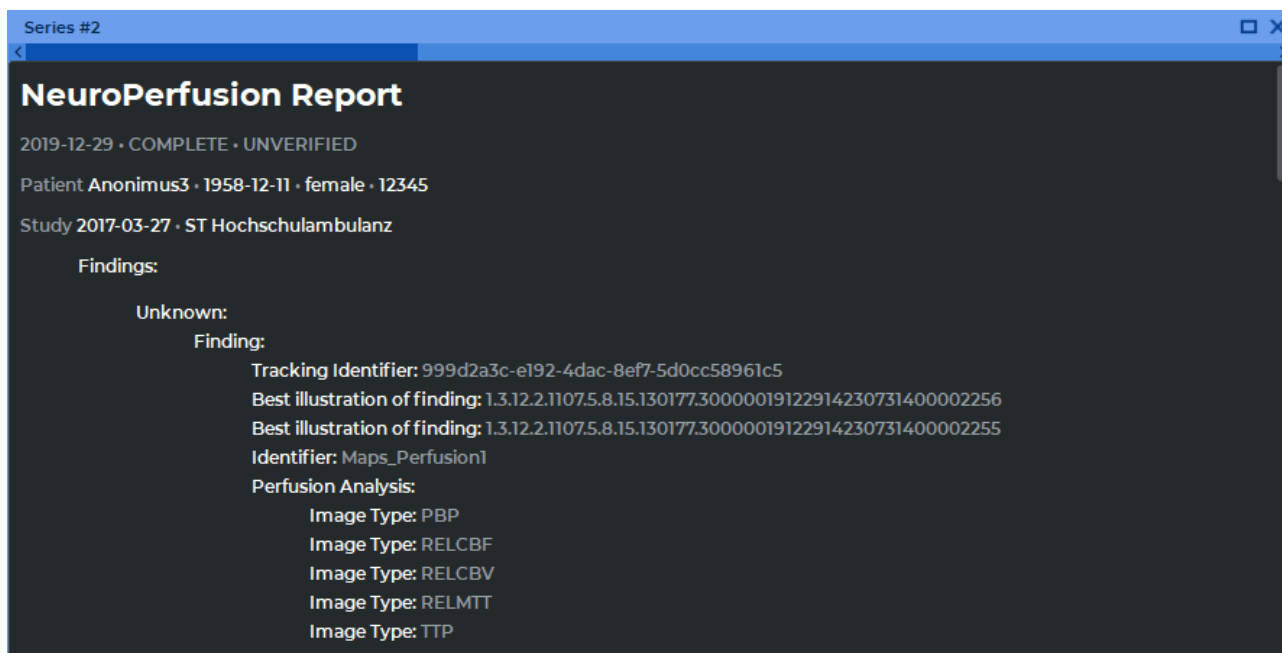 Series #2
NeuroPerfusion Report
2019-12-29 • COMPLETE • UNVERIFIED
Patient Anonimus3 • 1958-12-11 • female • 12345
Study 2017-03-27 • ST Hochschulambulanz
Findings:
Unknown:
Finding:
Tracking Identifier: 999d2a3c-e192-4dac-8ef7-5d0cc58961c5
Best illustration of finding: 1.3.12.2.1107.5.8.15.130177.30000019122914230731400002256
Best illustration of finding: 1.3.12.2.1107.5.8.15.130177.30000019122914230731400002255
Identifier: Maps_Perfusion1
Perfusion Analysis:
Image Type: PBP
Image Type: RELCBF
Image Type: RELCBV
Image Type: RELMTT
Image Type: TTP